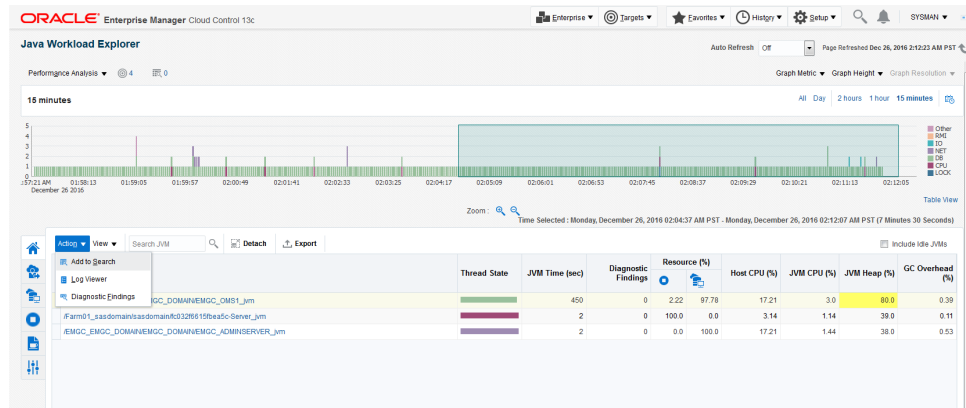 ORACLE® Enterprise Manager Cloud Control 13c
Enterprise ▼ Targets ▼ Favorites ▼ History ▼ Setup ▼ SYSMAN ▼
Java Workload Explorer
Auto Refresh Off Page Refreshed Dec 26, 2016 2:12:23 AM PST
Performance Analysis ▼ 4 0
Graph Metric ▼ Graph Height ▼ Graph Resolution ▼
15 minutes
All Day 2 hours 1 hour 15 minutes
5
4
3
2
1
0
Other
RMI
IO
NET
DB
CPU
LOCK
:57:21 AM 01:58:13 01:59:05 01:59:57 02:00:49 02:01:41 02:02:33 02:03:25 02:04:17 02:05:09 02:06:01 02:06:53 02:07:45 02:08:37 02:09:29 02:10:21 02:11:13 02:12:05
December 26 2016
Table View
Zoom :
Time Selected : Monday, December 26, 2016 02:04:37 AM PST - Monday, December 26, 2016 02:12:07 AM PST (7 Minutes 30 Seconds)
Action ▼ View ▼ Search JVM Detach Export
Include Idle JVMs
Add to Search
Log Viewer
Diagnostic Findings
Thread State JVM Time (sec) Diagnostic Findings Resource (%) Host CPU (%) JVM CPU (%) JVM Heap (%) GC Overhead (%)
MGC_DOMAIN/EMGC_OMS1_jvm 450 0 2.22 97.78 17.21 3.0 80.0 0.39
/Farm01_sasdomain/sasdomain/fc032f6615fbea5c-Server_jvm 2 0 100.0 0.0 3.14 1.14 39.0 0.11
/EMGC_EMGC_DOMAIN/EMGC_DOMAIN/EMGC_ADMINSERVER_jvm 2 0 0.0 100.0 17.21 1.44 38.0 0.53